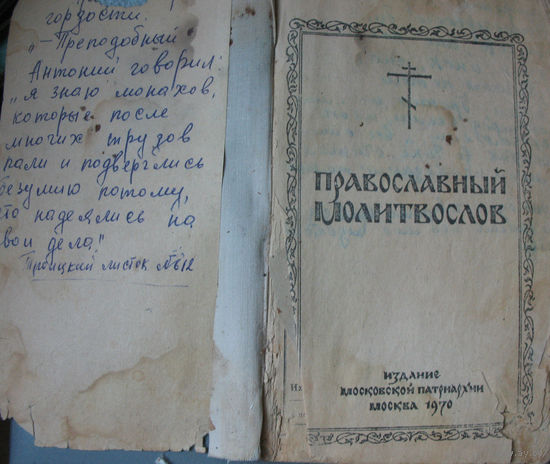 гордости.
"— Преподобный
Антоний говорил:
"я знаю монахов,
которые после
многих трудов
пали и подверглись
безумию потому,
что надеялись на
свои дела."
Троицкий листок №
ПРАВОСЛАВНЫЙ
МОЛИТВОСЛОВ
ИЗДАНИЕ
МОСКОВСКОЙ ПАТРИАРХИИ
МОСКВА 1970